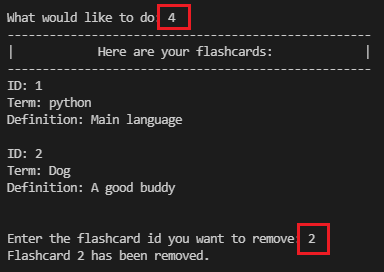 What would like to do: 4
--------------------------------------------------
|          Here are your flashcards:          |
--------------------------------------------------
ID: 1
Term: python
Definition: Main language
ID: 2
Term: Dog
Definition: A good buddy
Enter the flashcard id you want to remove: 2
Flashcard 2 has been removed.